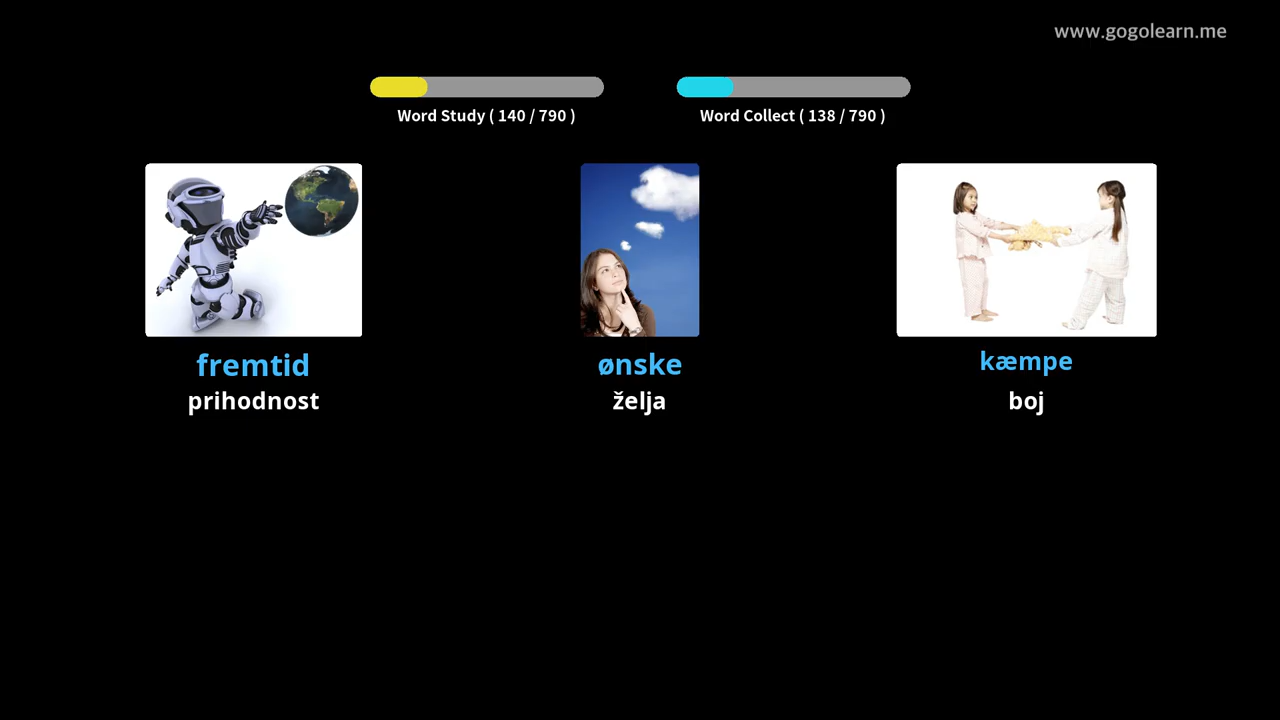 www.gogolearn.me
Word Study ( 140 / 790 )
Word Collect ( 138 / 790 )
fremtid
prihodnost
ønske
želja
kæmpe
boj